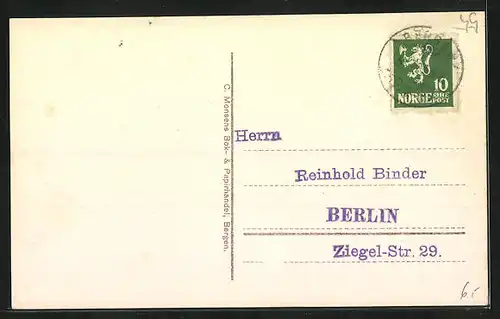 10
NORGE ØRE POST
C. Monsens Bok- & Papirhandel, Bergen.
Herrn
Reinhold Binder
BERLIN
Ziegel-Str. 29.